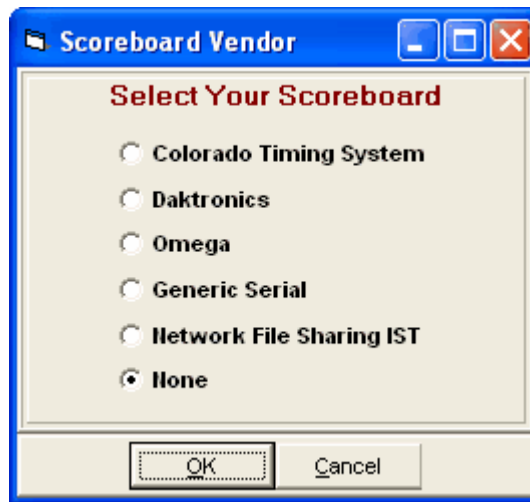 Scoreboard Vendor
Select Your Scoreboard
Colorado Timing System
Daktronics
Omega
Generic Serial
Network File Sharing IST
None
OK Cancel